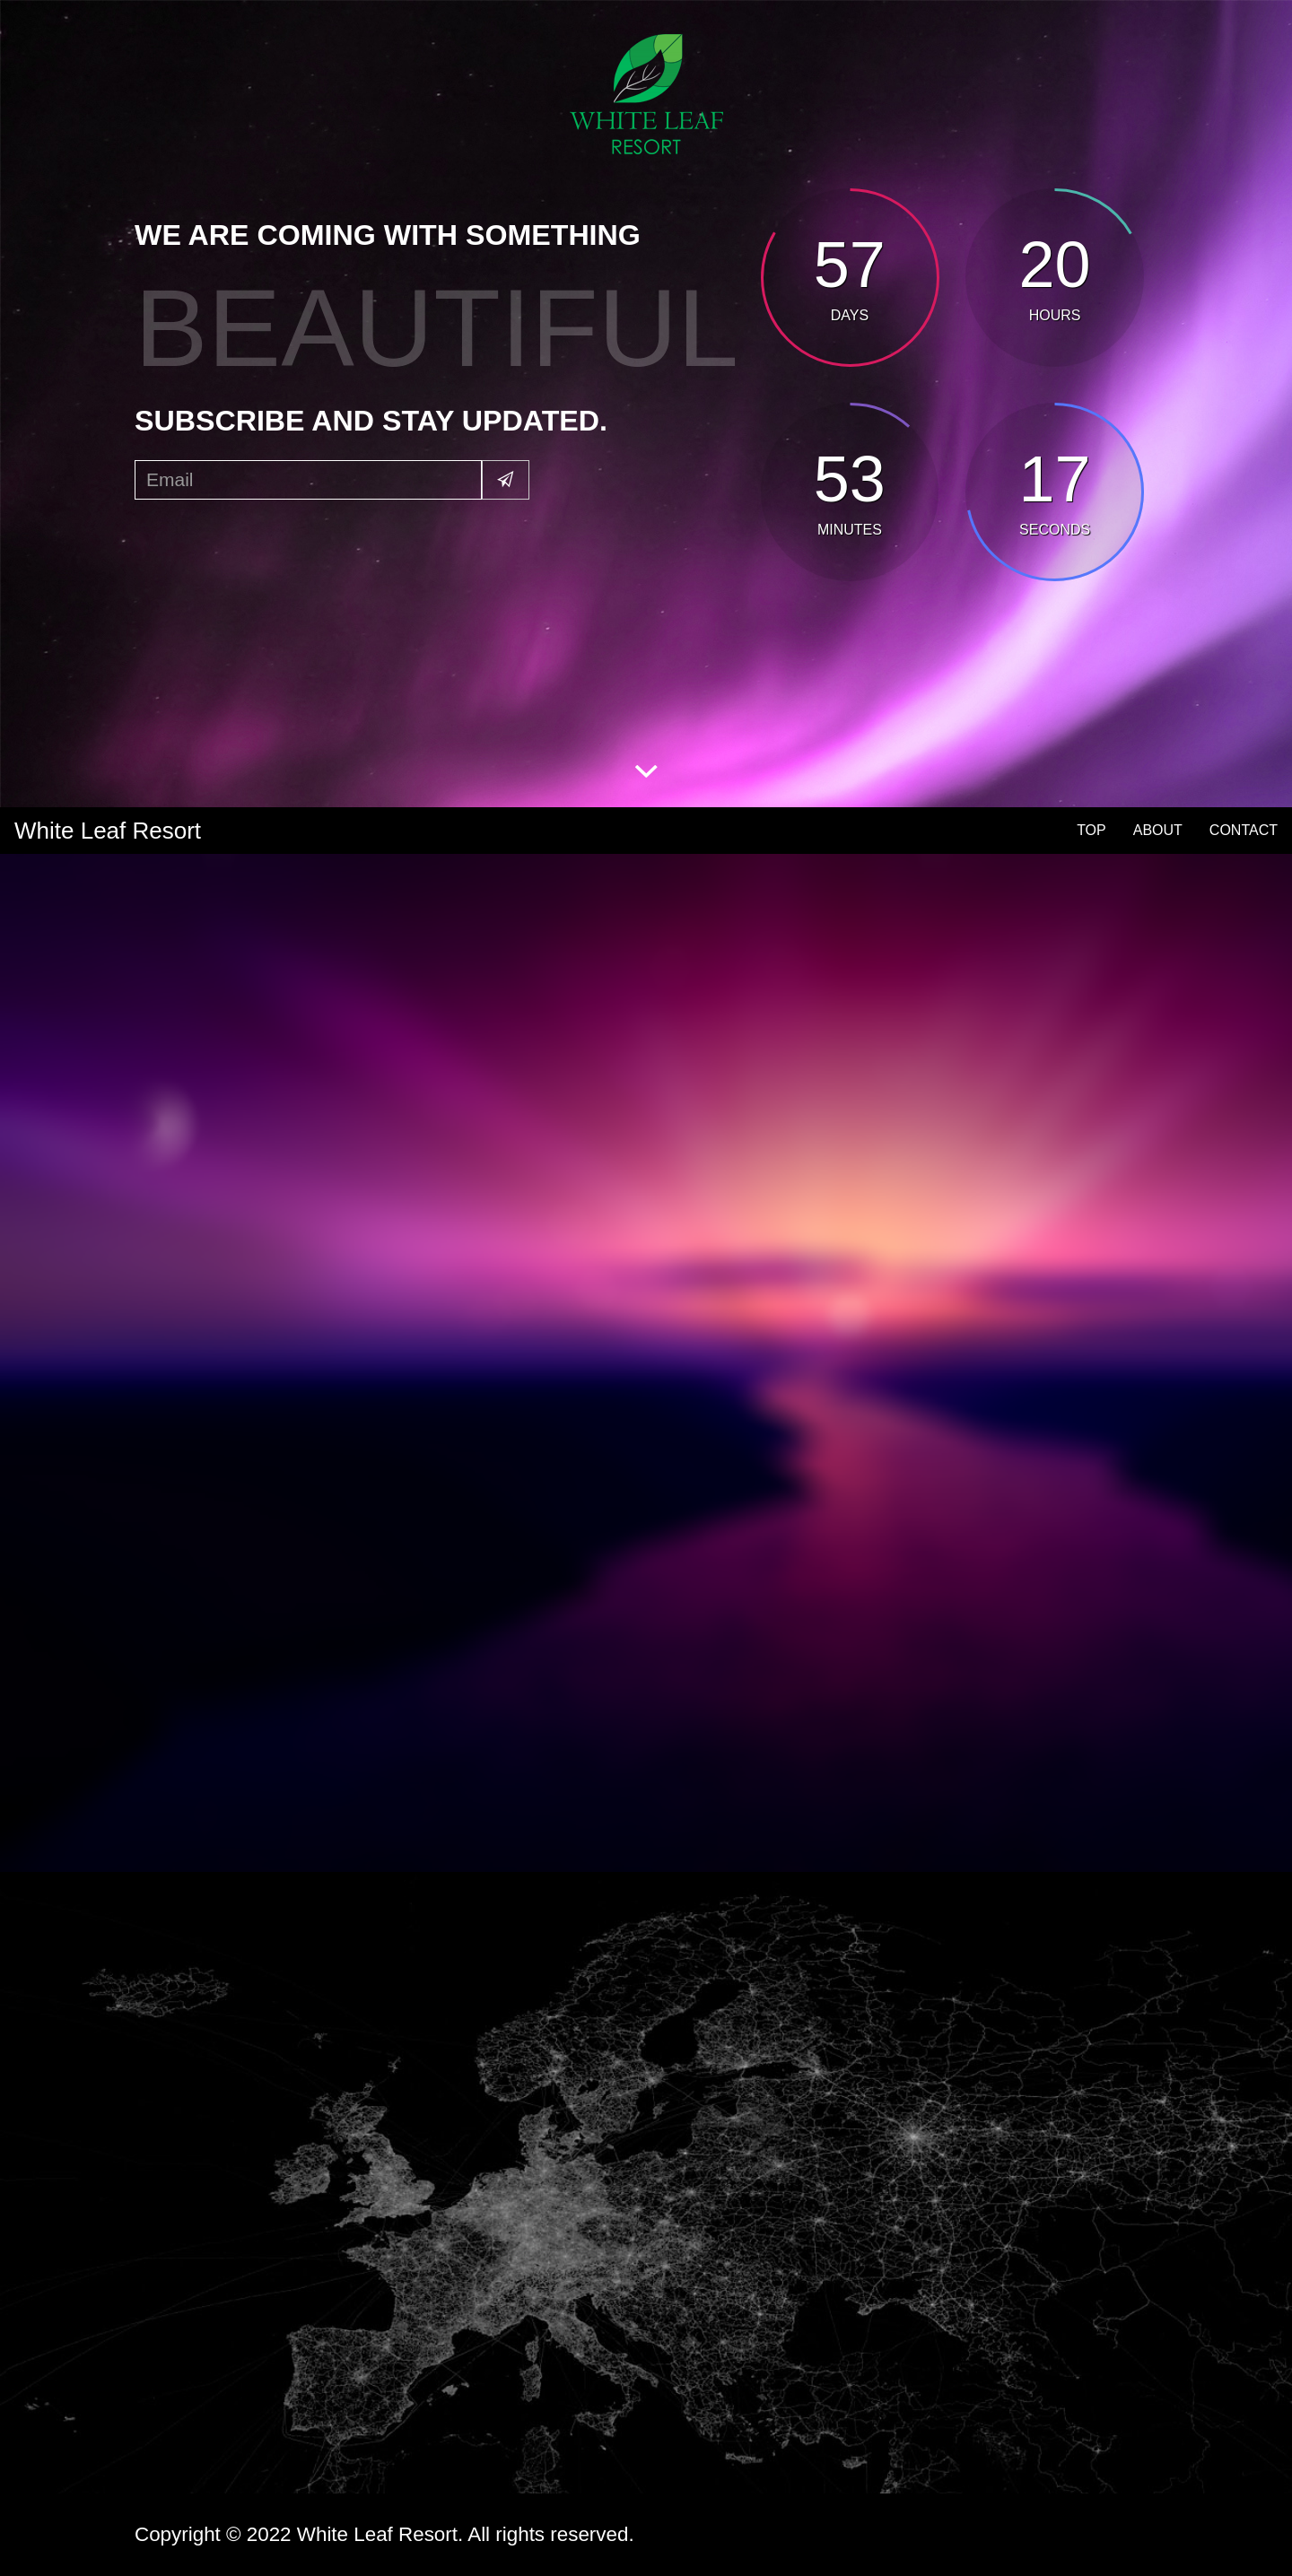 WHITE LEAF
RESORT
WE ARE COMING WITH SOMETHING
BEAUTIFUL
SUBSCRIBE AND STAY UPDATED.
Email
57
DAYS
20
HOURS
53
MINUTES
17
SECONDS
White Leaf Resort
TOP ABOUT CONTACT
Copyright © 2022 White Leaf Resort. All rights reserved.